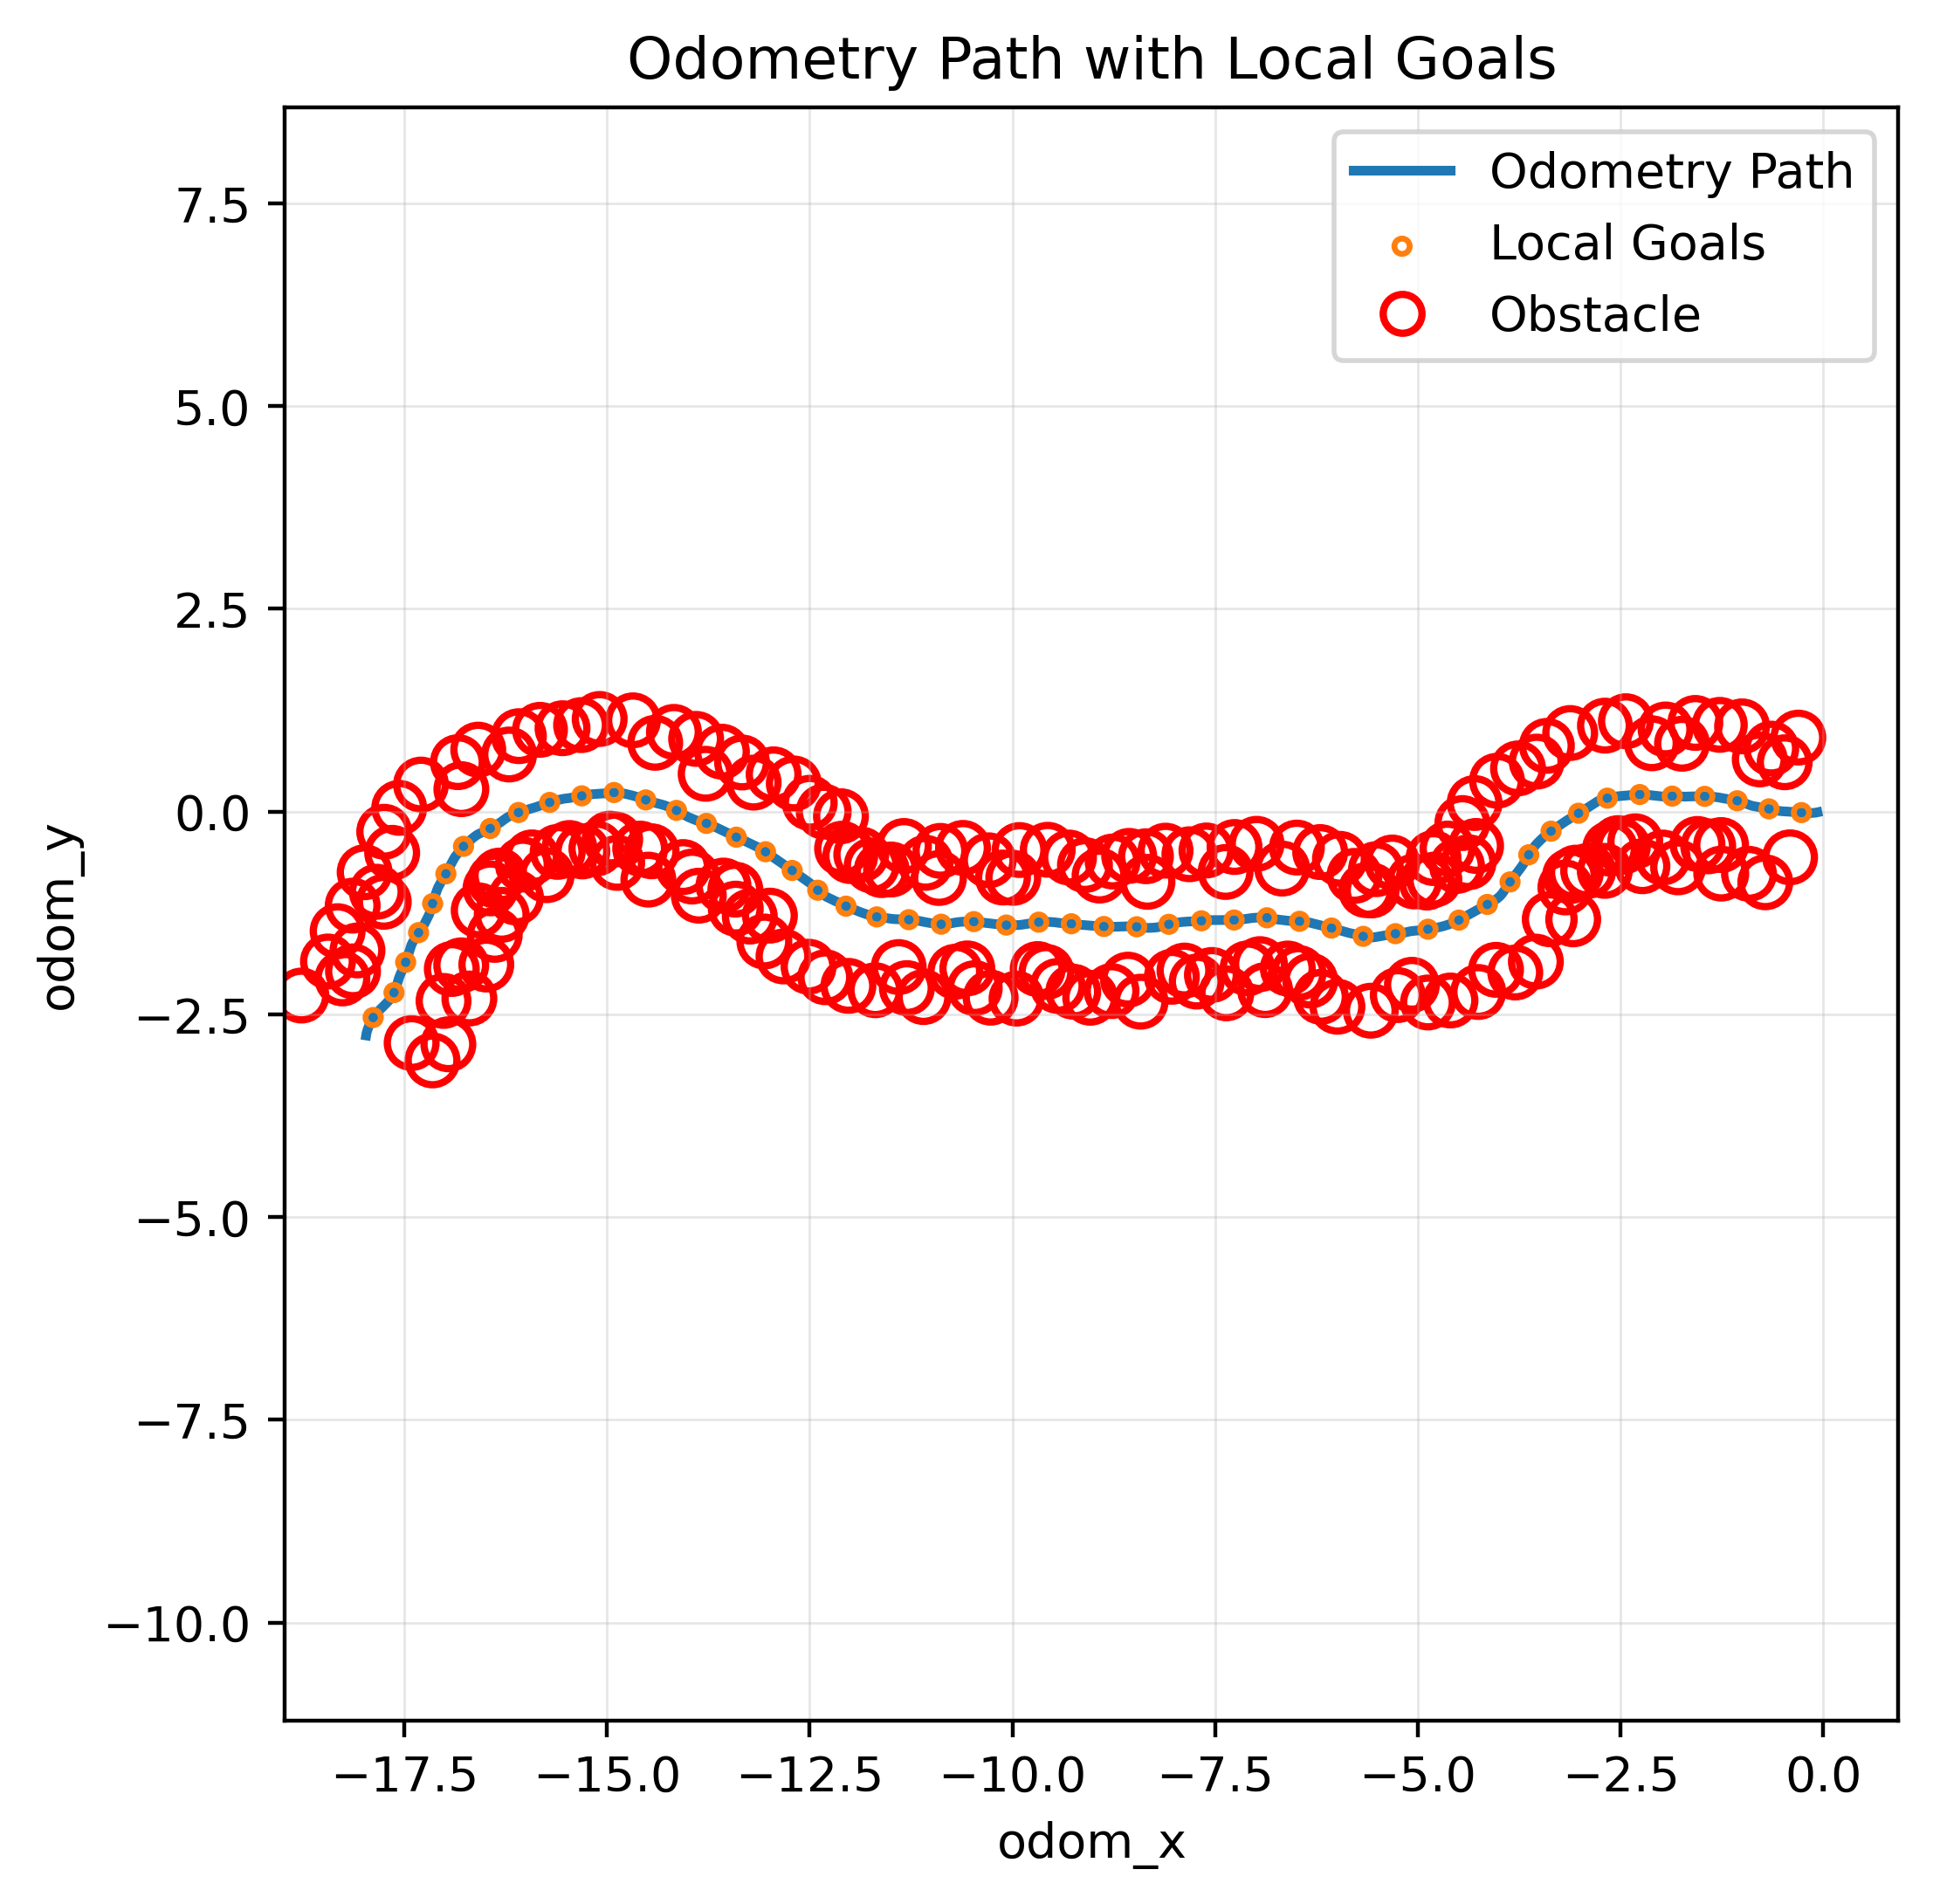 Odometry Path with Local Goals
Odometry Path
Local Goals
Obstacle
7.5
5.0
2.5
0.0
−2.5
−5.0
−7.5
−10.0
odom_y
−17.5 −15.0 −12.5 −10.0 −7.5 −5.0 −2.5 0.0
odom_x